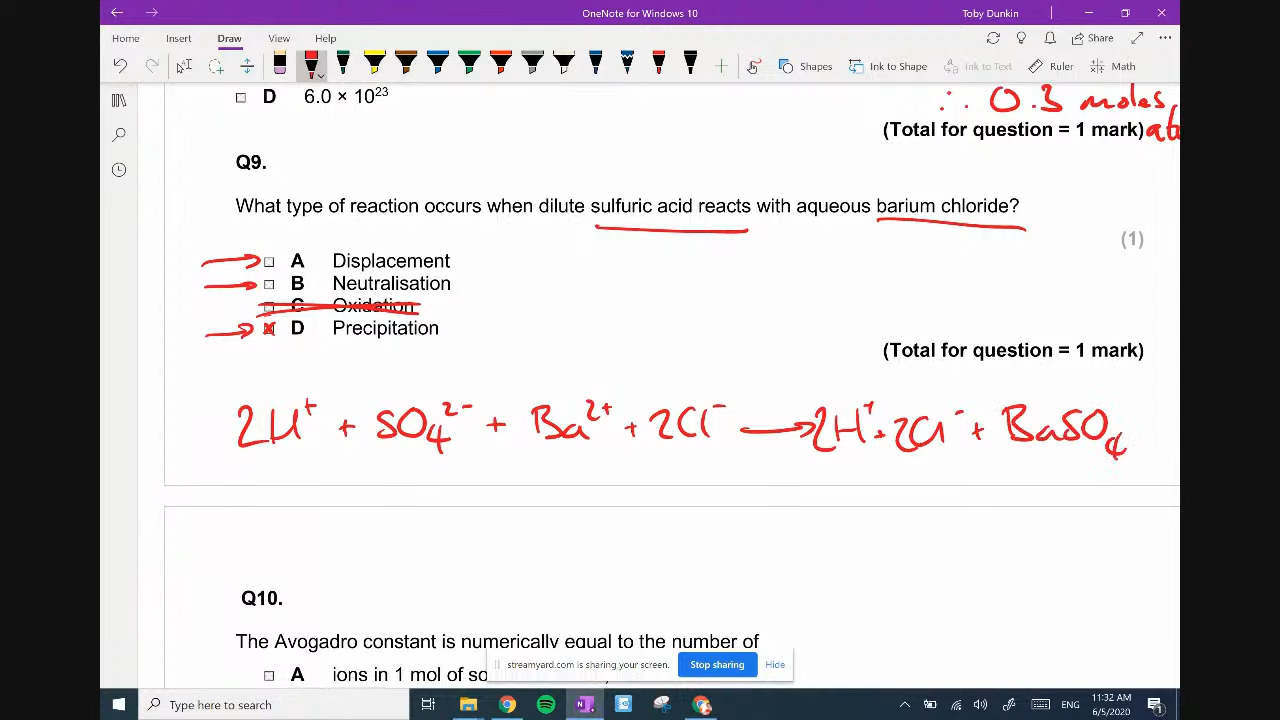 OneNote for Windows 10
Toby Dunkin
Home Insert Draw View Help
Share
Shapes Ink to Shape Ink to Text Ruler Math
D 6.0 × 10²³
∴ 0.3 moles
(Total for question = 1 mark)
Q9.
What type of reaction occurs when dilute sulfuric acid reacts with aqueous barium chloride?
(1)
A Displacement
B Neutralisation
C Oxidation
D Precipitation
(Total for question = 1 mark)
2H⁺ + SO₄²⁻ + Ba²⁺ + 2Cl⁻ → 2H⁺ + 2Cl⁻ + BaSO₄
Q10.
The Avogadro constant is numerically equal to the number of
A ions in 1 mol of
streamyard.com is sharing your screen. Stop sharing Hide
Type here to search
ENG
11:32 AM
6/5/2020